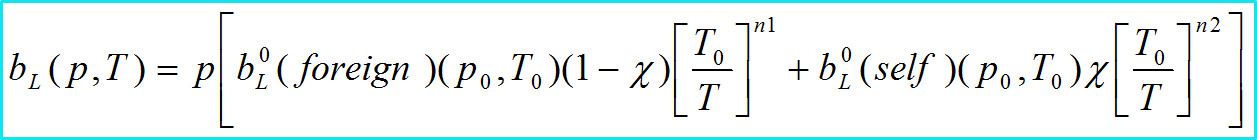 b_L(p,T) = p[b_L^0(foreign)(p_0,T_0)(1-χ)[T_0/T]^{n1} + b_L^0(self)(p_0,T_0)χ[T_0/T]^{n2}]